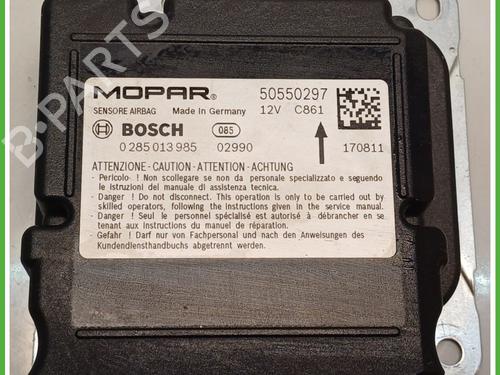 B-PARTS
MOPAR® 50550297
SENSORE AIRBAG Made in Germany 12V C861
BOSCH 085
0 285 013 985 02990 170811
ATTENZIONE - CAUTION - ATTENTION - ACHTUNG
- Pericolo ! Non scollegare se non da personale specializzato e seguendo
le istruzioni del manuale di assistenza tecnica.
- Danger ! Do not disconnect. This operation is only to be carried out by
skilled operators, following the instructions given in the service manual.
- Danger ! Seul le personnel spécialisé est autorisé à débrancher en se
tenant aux instructions du manuel de réparation.
- Gefahr ! Darf nur von Fachpersonal und nach den Anweisungen des
Kundendiensthandbuchs abgetrennt werden.